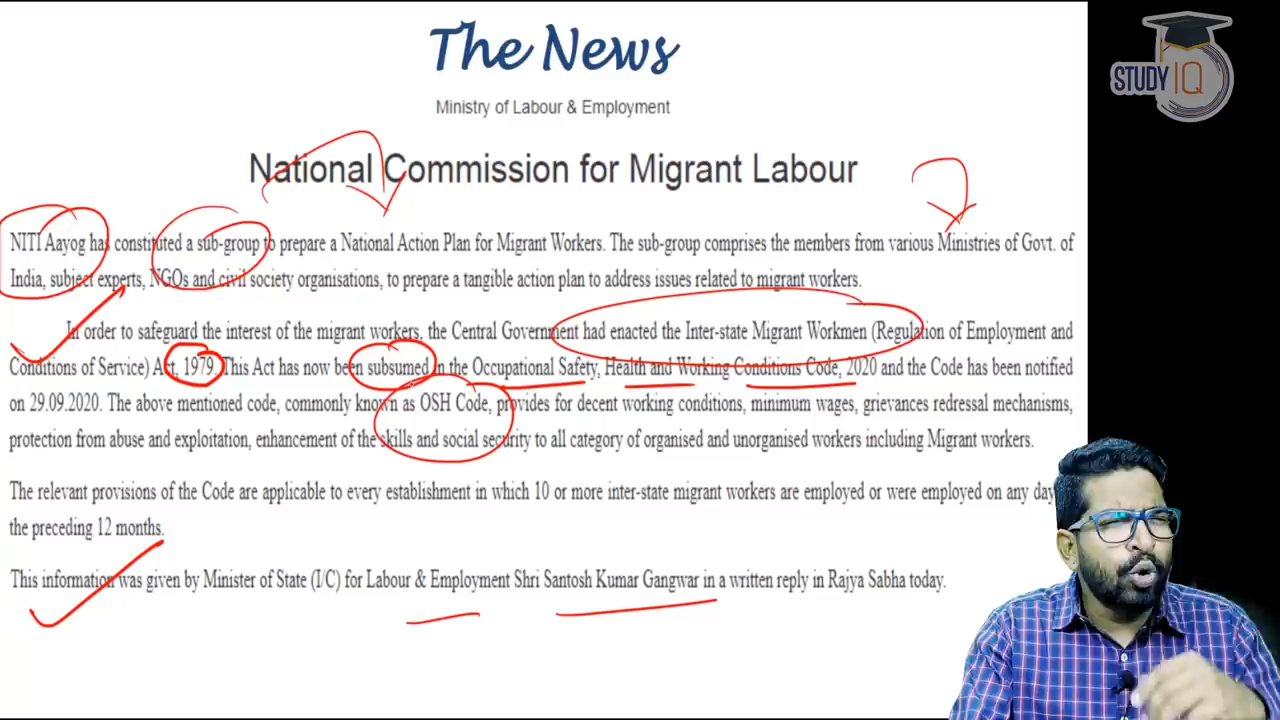 The News
STUDY IQ
Ministry of Labour & Employment
National Commission for Migrant Labour
NITI Aayog has constituted a sub-group to prepare a National Action Plan for Migrant Workers. The sub-group comprises the members from various Ministries of Govt. of
India, subject experts, NGOs and civil society organisations, to prepare a tangible action plan to address issues related to migrant workers.
In order to safeguard the interest of the migrant workers, the Central Government had enacted the Inter-state Migrant Workmen (Regulation of Employment and
Conditions of Service) Act, 1979. This Act has now been subsumed in the Occupational Safety, Health and Working Conditions Code, 2020 and the Code has been notified
on 29.09.2020. The above mentioned code, commonly known as OSH Code, provides for decent working conditions, minimum wages, grievances redressal mechanisms,
protection from abuse and exploitation, enhancement of the skills and social security to all category of organised and unorganised workers including Migrant workers.
The relevant provisions of the Code are applicable to every establishment in which 10 or more inter-state migrant workers are employed or were employed on any day
the preceding 12 months.
This information was given by Minister of State (I/C) for Labour & Employment Shri Santosh Kumar Gangwar in a written reply in Rajya Sabha today.